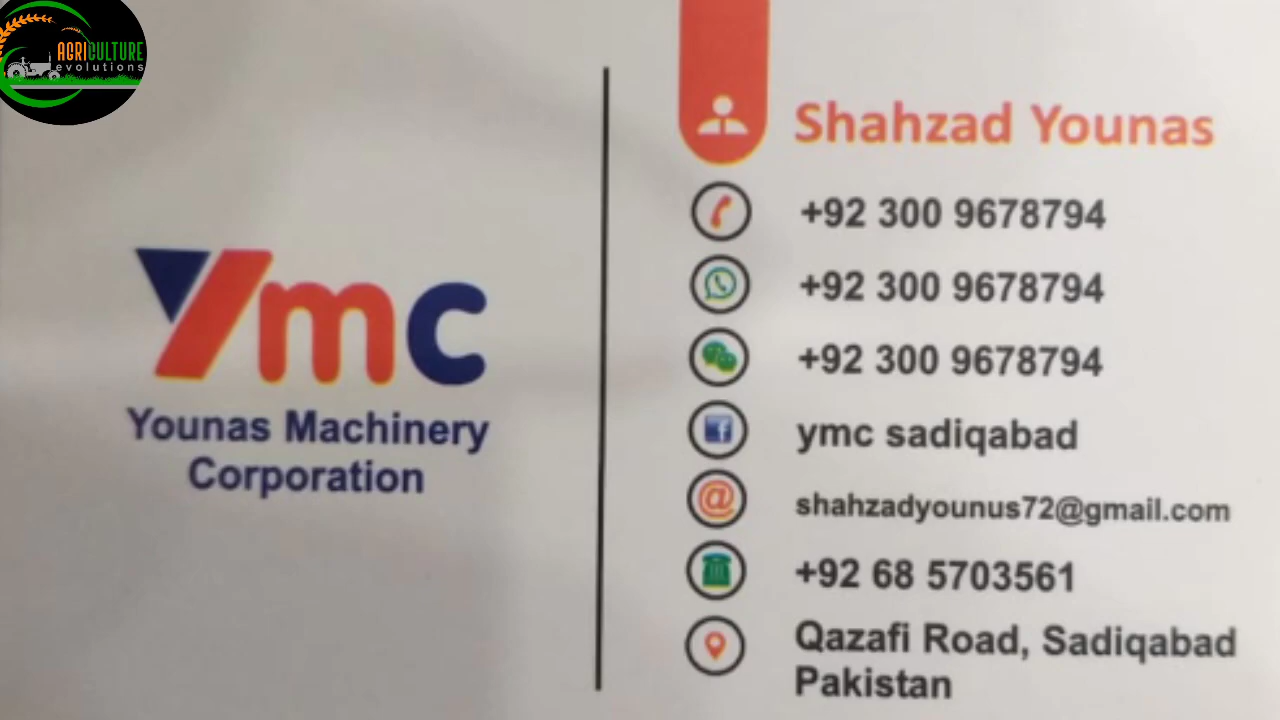 AGRICULTURE
evolutions
Ymc
Younas Machinery
Corporation
Shahzad Younas
+92 300 9678794
+92 300 9678794
+92 300 9678794
ymc sadiqabad
shahzadyounus72@gmail.com
+92 68 5703561
Qazafi Road, Sadiqabad
Pakistan